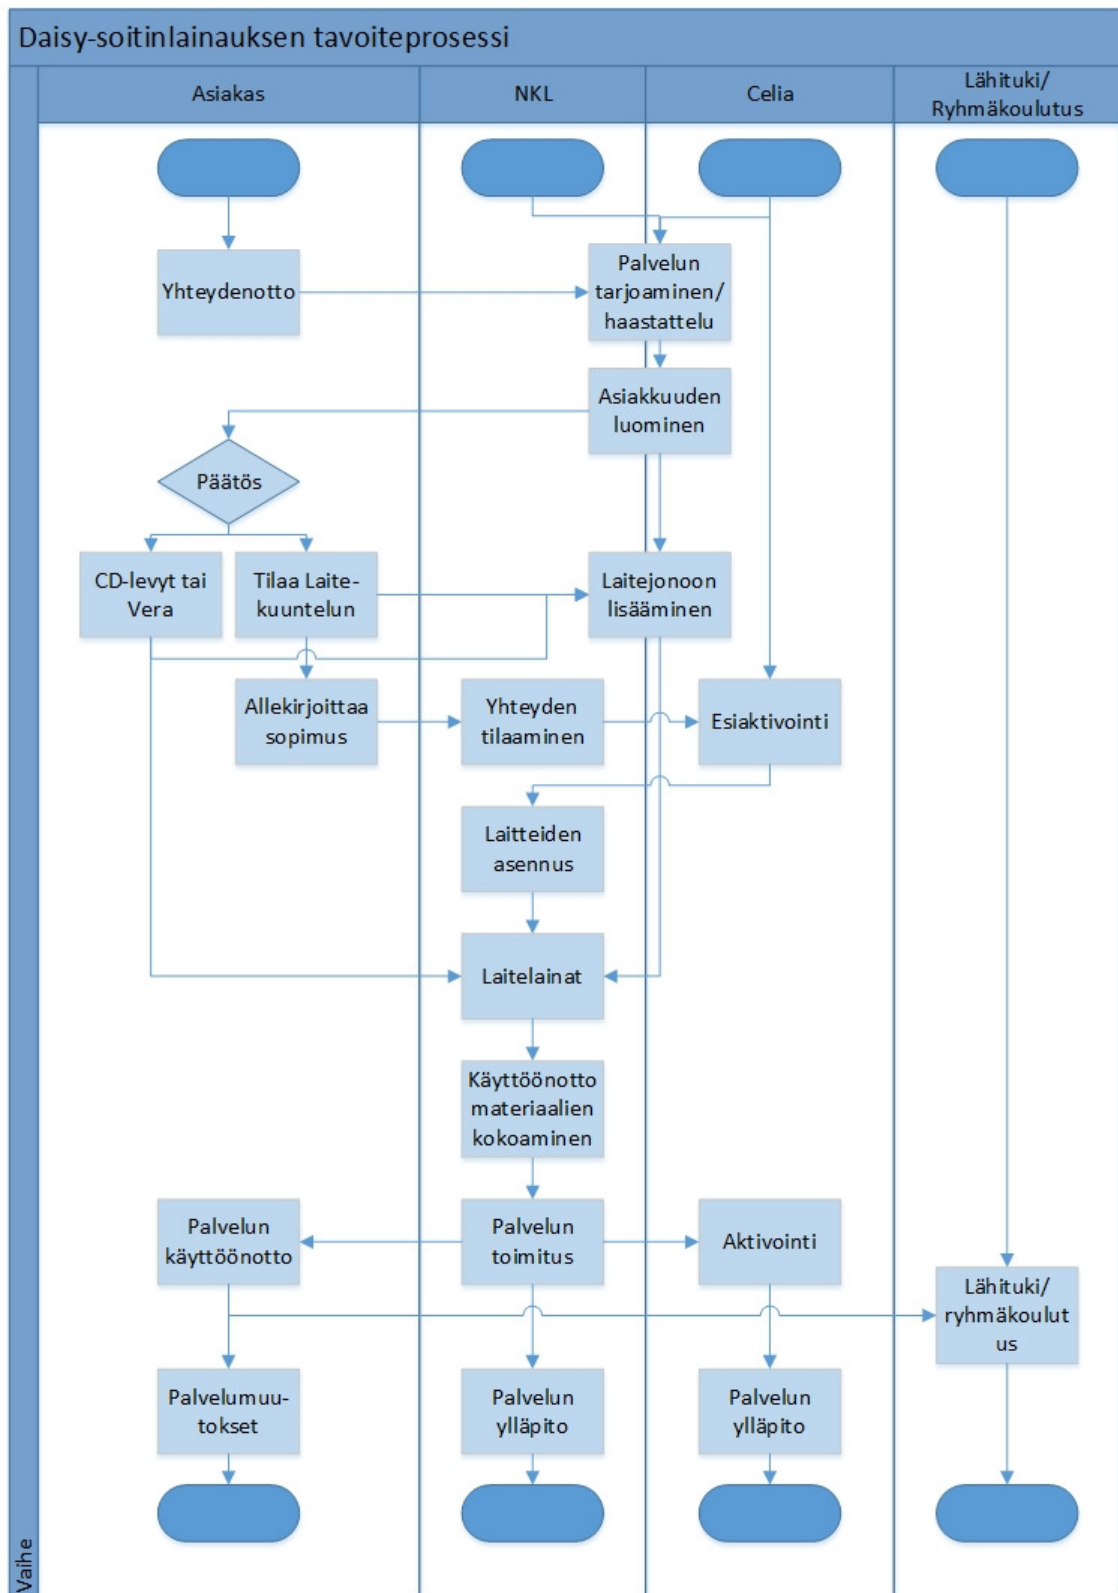 Daisy-soitinlainauksen tavoiteprosessi
Asiakas
NKL
Celia
Lähituki/
Ryhmäkoulutus
Yhteydenotto
Palvelun
tarjoaminen/
haastattelu
Asiakkuuden
luominen
Päätös
CD-levyt tai
Vera
Tilaa Laite-
kuuntelun
Laitejonoon
lisääminen
Allekirjoittaa
sopimus
Yhteyden
tilaaminen
Esiaktivointi
Laitteiden
asennus
Laitelainat
Käyttöönotto
materiaalien
kokoaminen
Palvelun
käyttöönotto
Palvelun
toimitus
Aktivointi
Lähituki/
ryhmäkoulut
us
Palvelumuu-
tokset
Palvelun
ylläpito
Palvelun
ylläpito
Vaihe